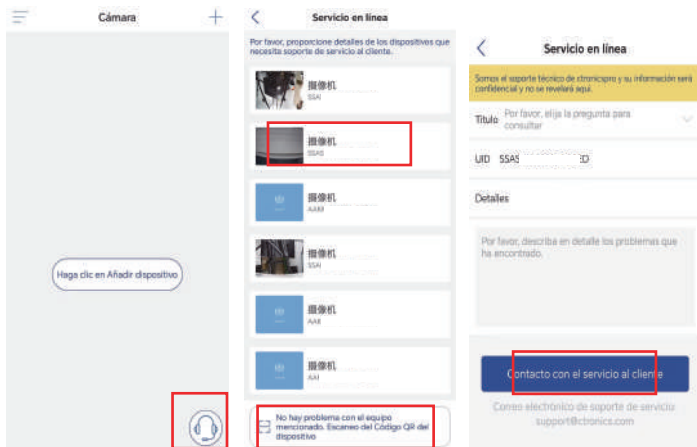 Cámara
Haga clic en Añadir dispositivo
Servicio en línea
Por favor, proporcione detalles de los dispositivos que
necesita soporte de servicio al cliente.
摄像机
SSAI
摄像机
SSAS
摄像机
摄像机
SSAI
摄像机
摄像机
AAI
No hay problema con el equipo
mencionado. Escaneo del Código QR del
dispositivo
Servicio en línea
Somos el soporte técnico de ctronicspro y su información será
confidencial y no se revelará aquí.
Título
Por favor, elija la pregunta para
consultar
UID SSAS
Detalles
Por favor, describa en detalle los problemas que
ha encontrado.
Contacto con el servicio al cliente
Correo electrónico de soporte de servicio:
support@ctronics.com